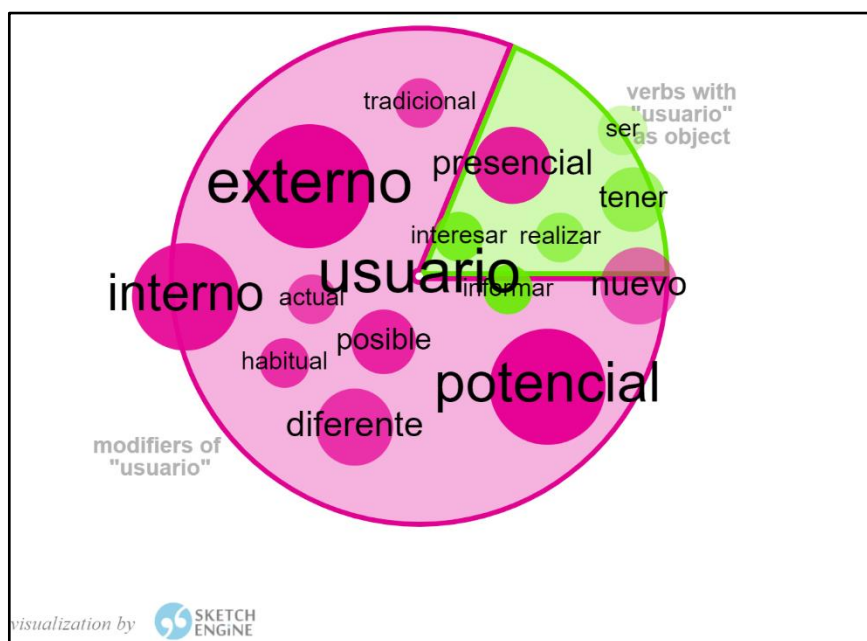 tradicional
verbs with
"usuario"
as object
ser
presencial
externo
tener
interesar
realizar
usuario
informar
nuevo
interno
actual
posible
habitual
potencial
diferente
modifiers of
"usuario"
visualization by
SKETCH
ENGINE